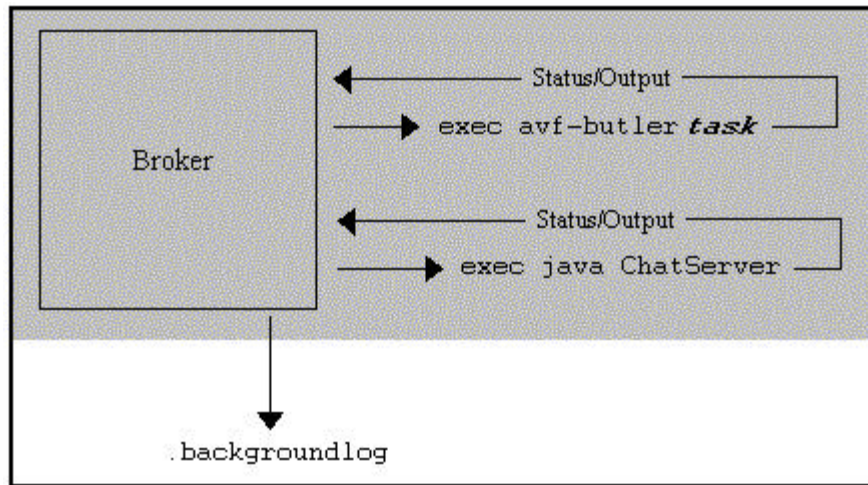 Status/Output
exec avf-butler task
Broker
Status/Output
exec java ChatServer
.backgroundlog